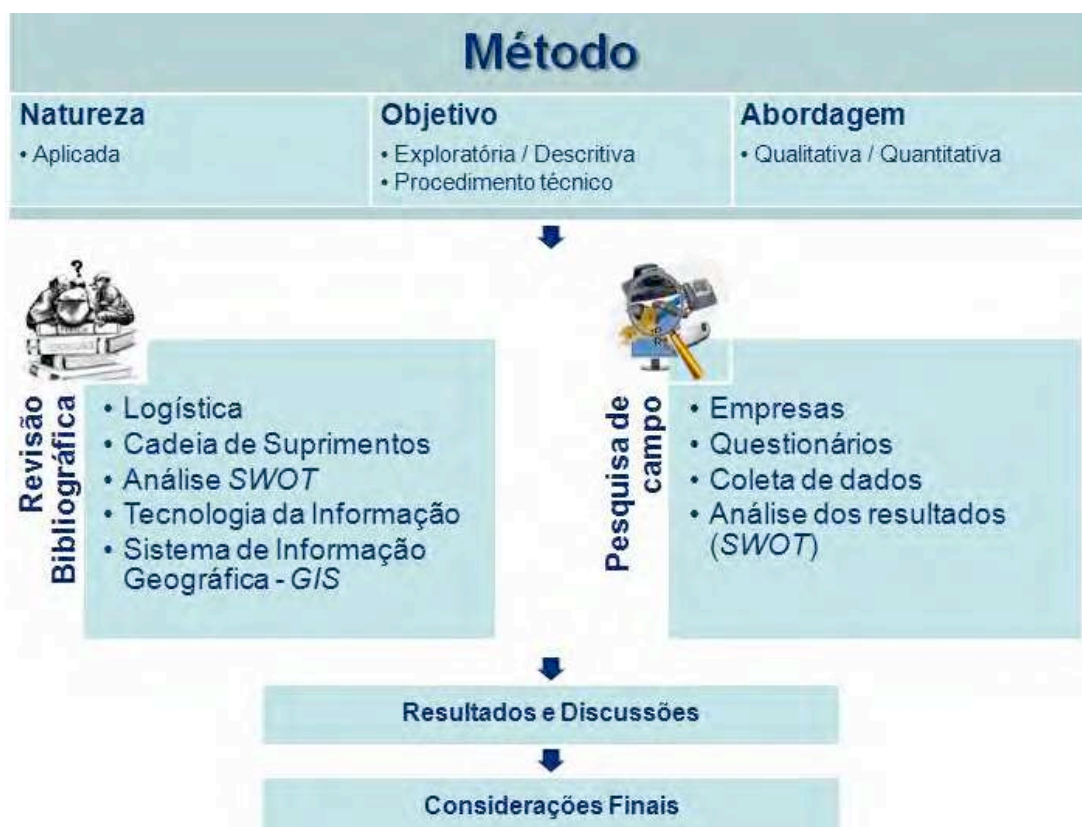 Método
Natureza
• Aplicada
Objetivo
• Exploratória / Descritiva
• Procedimento técnico
Abordagem
• Qualitativa / Quantitativa
?
Revisão
Bibliográfica
• Logística
• Cadeia de Suprimentos
• Análise SWOT
• Tecnologia da Informação
• Sistema de Informação
Geográfica - GIS
Pesquisa de
campo
• Empresas
• Questionários
• Coleta de dados
• Análise dos resultados
(SWOT)
Resultados e Discussões
Considerações Finais